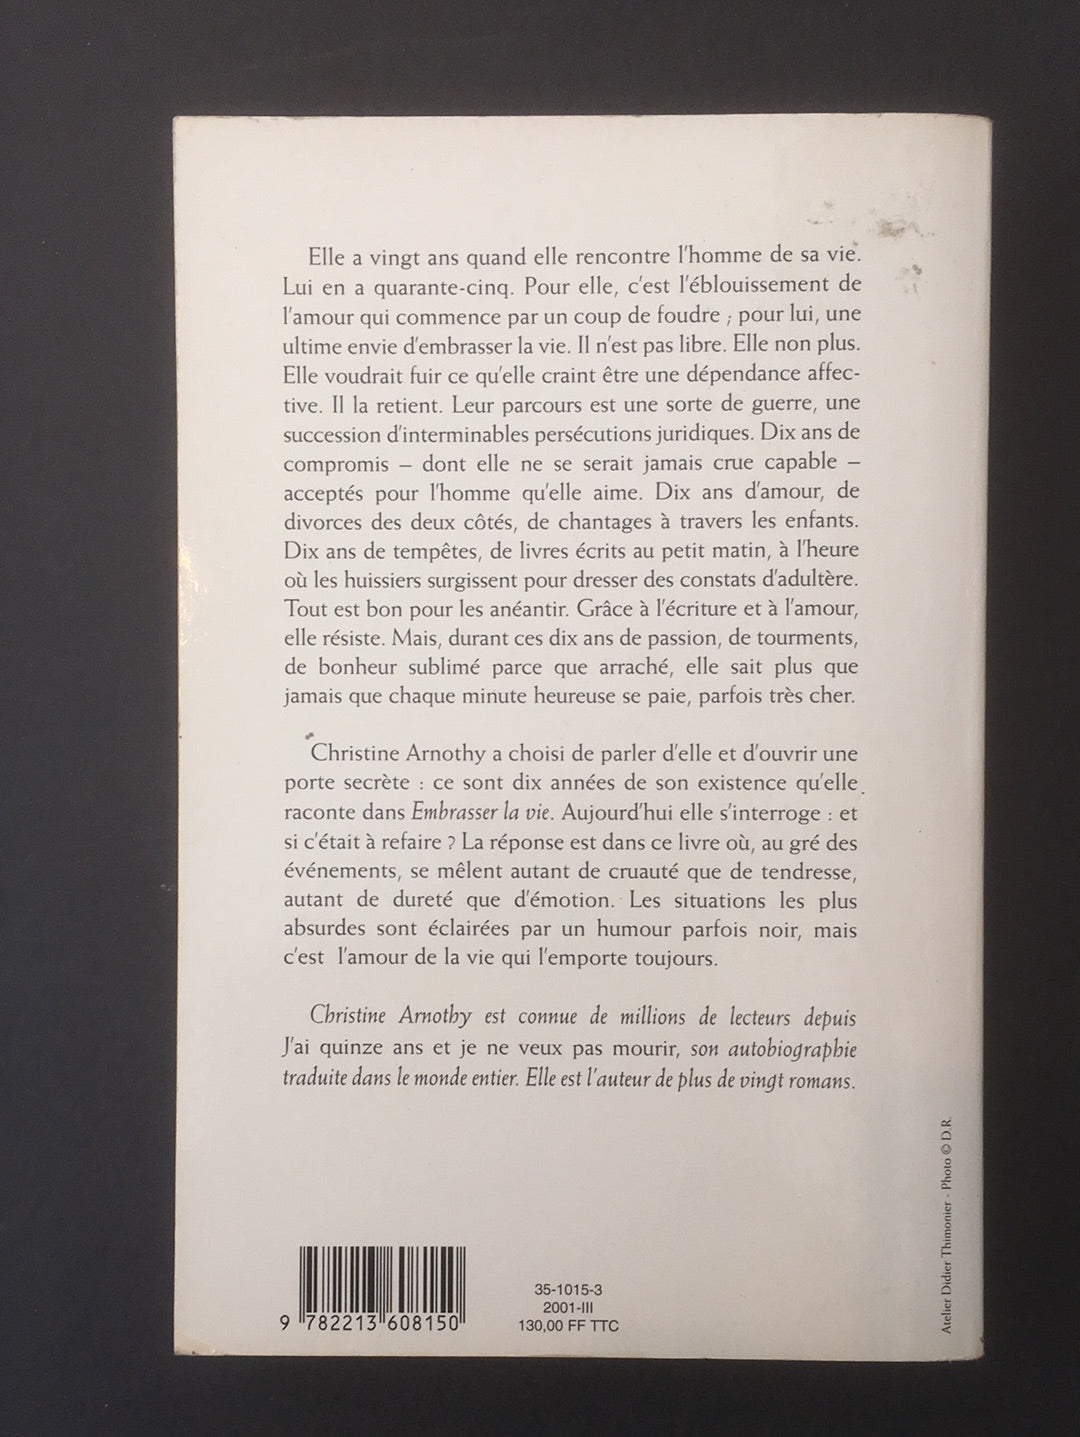 Elle a vingt ans quand elle rencontre l'homme de sa vie.
Lui en a quarante-cinq. Pour elle, c'est l'éblouissement de
l'amour qui commence par un coup de foudre ; pour lui, une
ultime envie d'embrasser la vie. Il n'est pas libre. Elle non plus.
Elle voudrait fuir ce qu'elle craint être une dépendance affec-
tive. Il la retient. Leur parcours est une sorte de guerre, une
succession d'interminables persécutions juridiques. Dix ans de
compromis – dont elle ne se serait jamais crue capable –
acceptés pour l'homme qu'elle aime. Dix ans d'amour, de
divorces des deux côtés, de chantages à travers les enfants.
Dix ans de tempêtes, de livres écrits au petit matin, à l'heure
où les huissiers surgissent pour dresser des constats d'adultère.
Tout est bon pour les anéantir. Grâce à l'écriture et à l'amour,
elle résiste. Mais, durant ces dix ans de passion, de tourments,
de bonheur sublimé parce que arraché, elle sait plus que
jamais que chaque minute heureuse se paie, parfois très cher.
Christine Arnothy a choisi de parler d'elle et d'ouvrir une
porte secrète : ce sont dix années de son existence qu'elle
raconte dans Embrasser la vie. Aujourd'hui elle s'interroge : et
si c'était à refaire ? La réponse est dans ce livre où, au gré des
événements, se mêlent autant de cruauté que de tendresse,
autant de dureté que d'émotion. Les situations les plus
absurdes sont éclairées par un humour parfois noir, mais
c'est l'amour de la vie qui l'emporte toujours.
Christine Arnothy est connue de millions de lecteurs depuis
J'ai quinze ans et je ne veux pas mourir, son autobiographie
traduite dans le monde entier. Elle est l'auteur de plus de vingt romans.
Atelier Didier Thimonier - Photo © D.R.
9 782213 608150
35-1015-3
2001-III
130,00 FF TTC